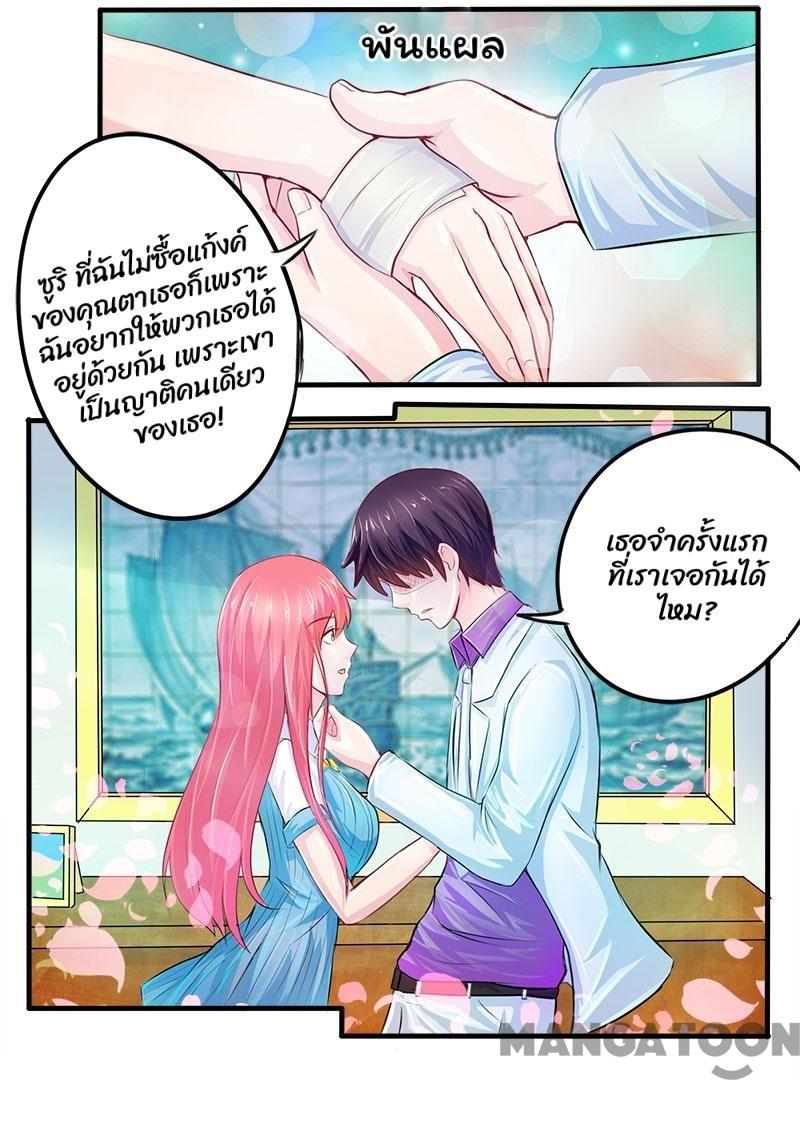 พันแผล
ซูริ ที่ฉันไม่ซื้อแก้งค์
ของคุณตาเธอก็เพราะ
ฉันอยากให้พวกเธอได้
อยู่ด้วยกัน เพราะเขา
เป็นญาติคนเดียว
ของเธอ!
เธอจำครั้งแรก
ที่เราเจอกันได้
ไหม?
MANGATOON